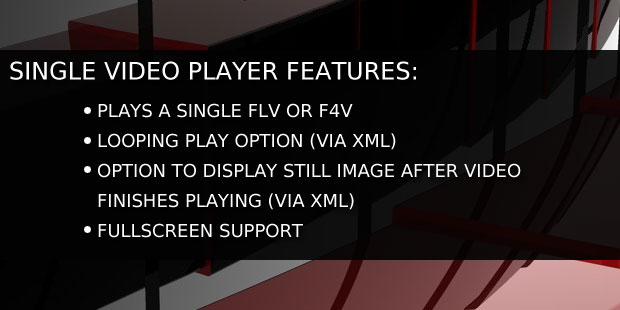 SINGLE VIDEO PLAYER FEATURES:
• PLAYS A SINGLE FLV OR F4V
• LOOPING PLAY OPTION (VIA XML)
• OPTION TO DISPLAY STILL IMAGE AFTER VIDEO
FINISHES PLAYING (VIA XML)
• FULLSCREEN SUPPORT